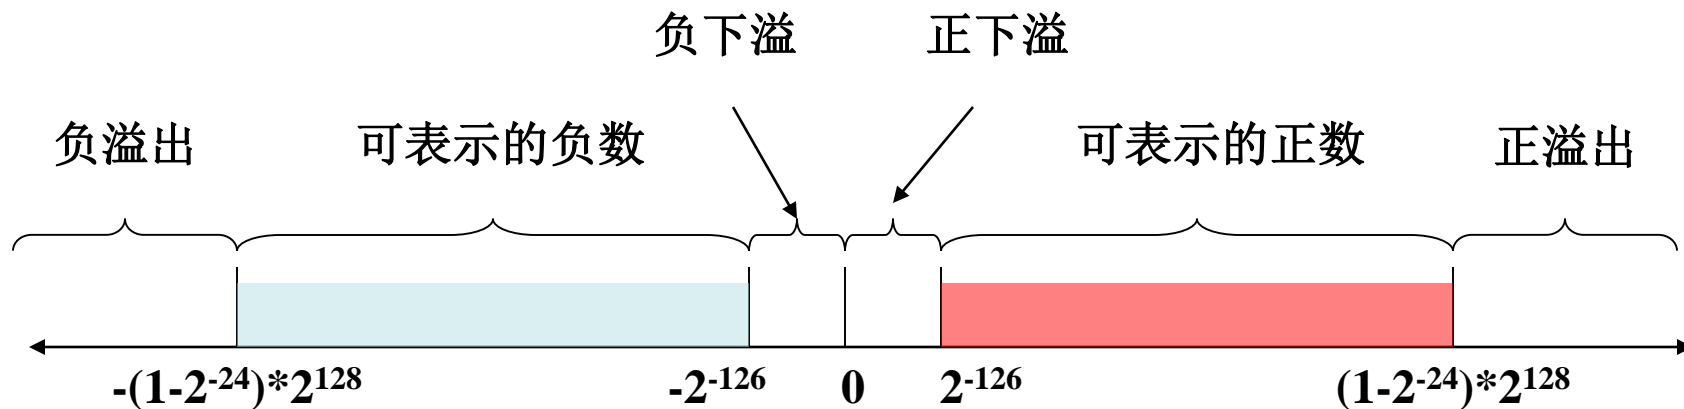 负下溢 正下溢
负溢出 可表示的负数 可表示的正数 正溢出
-(1-2⁻²⁴)*2¹²⁸ -2⁻¹²⁶ 0 2⁻¹²⁶ (1-2⁻²⁴)*2¹²⁸